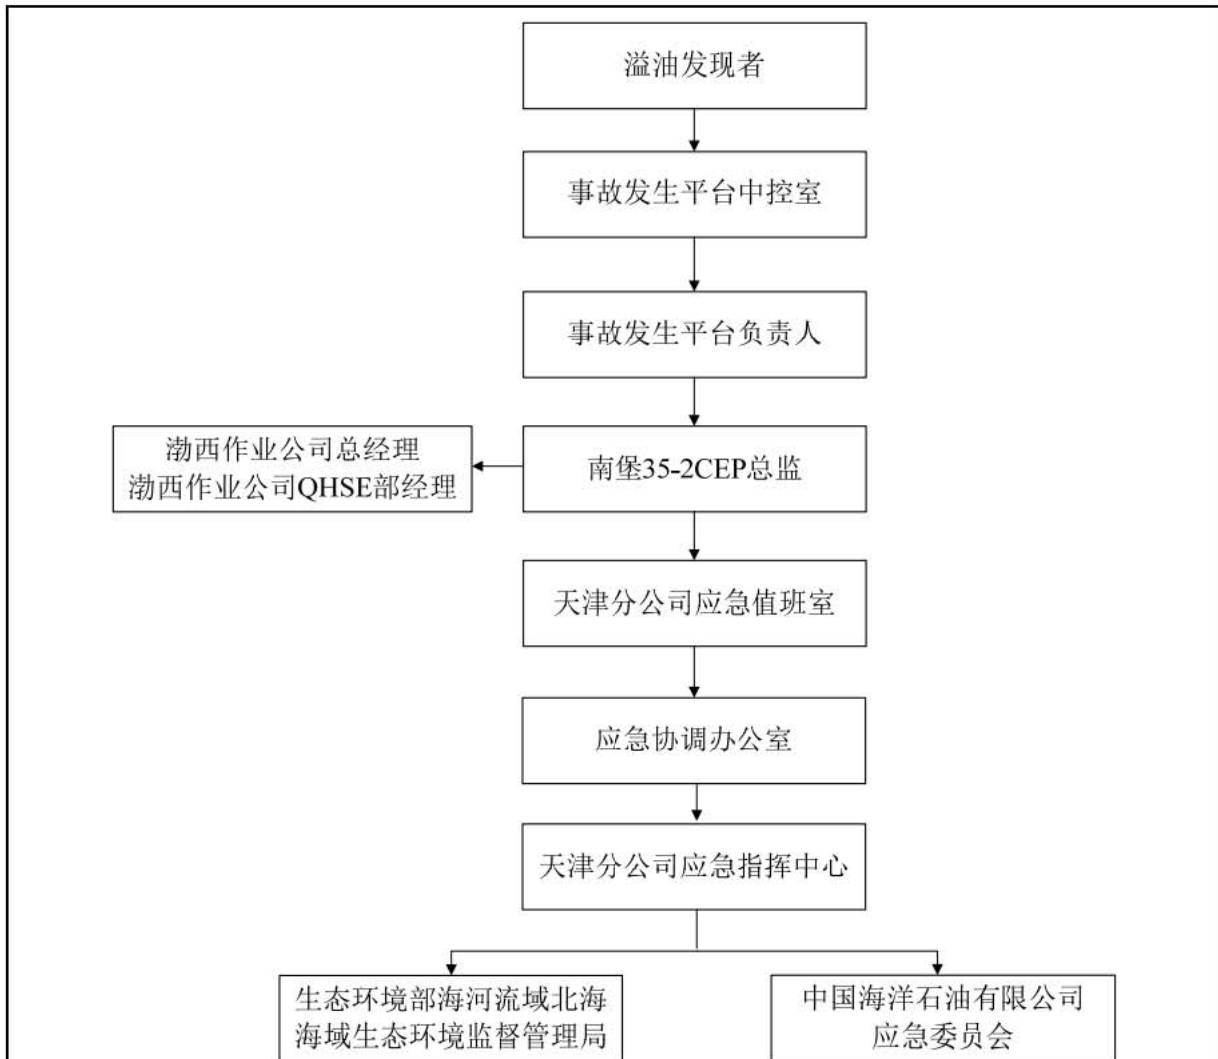 溢油发现者
事故发生平台中控室
事故发生平台负责人
渤西作业公司总经理
渤西作业公司QHSE部经理
南堡35-2CEP总监
天津分公司应急值班室
应急协调办公室
天津分公司应急指挥中心
生态环境部海河流域北海
海域生态环境监督管理局
中国海洋石油有限公司
应急委员会